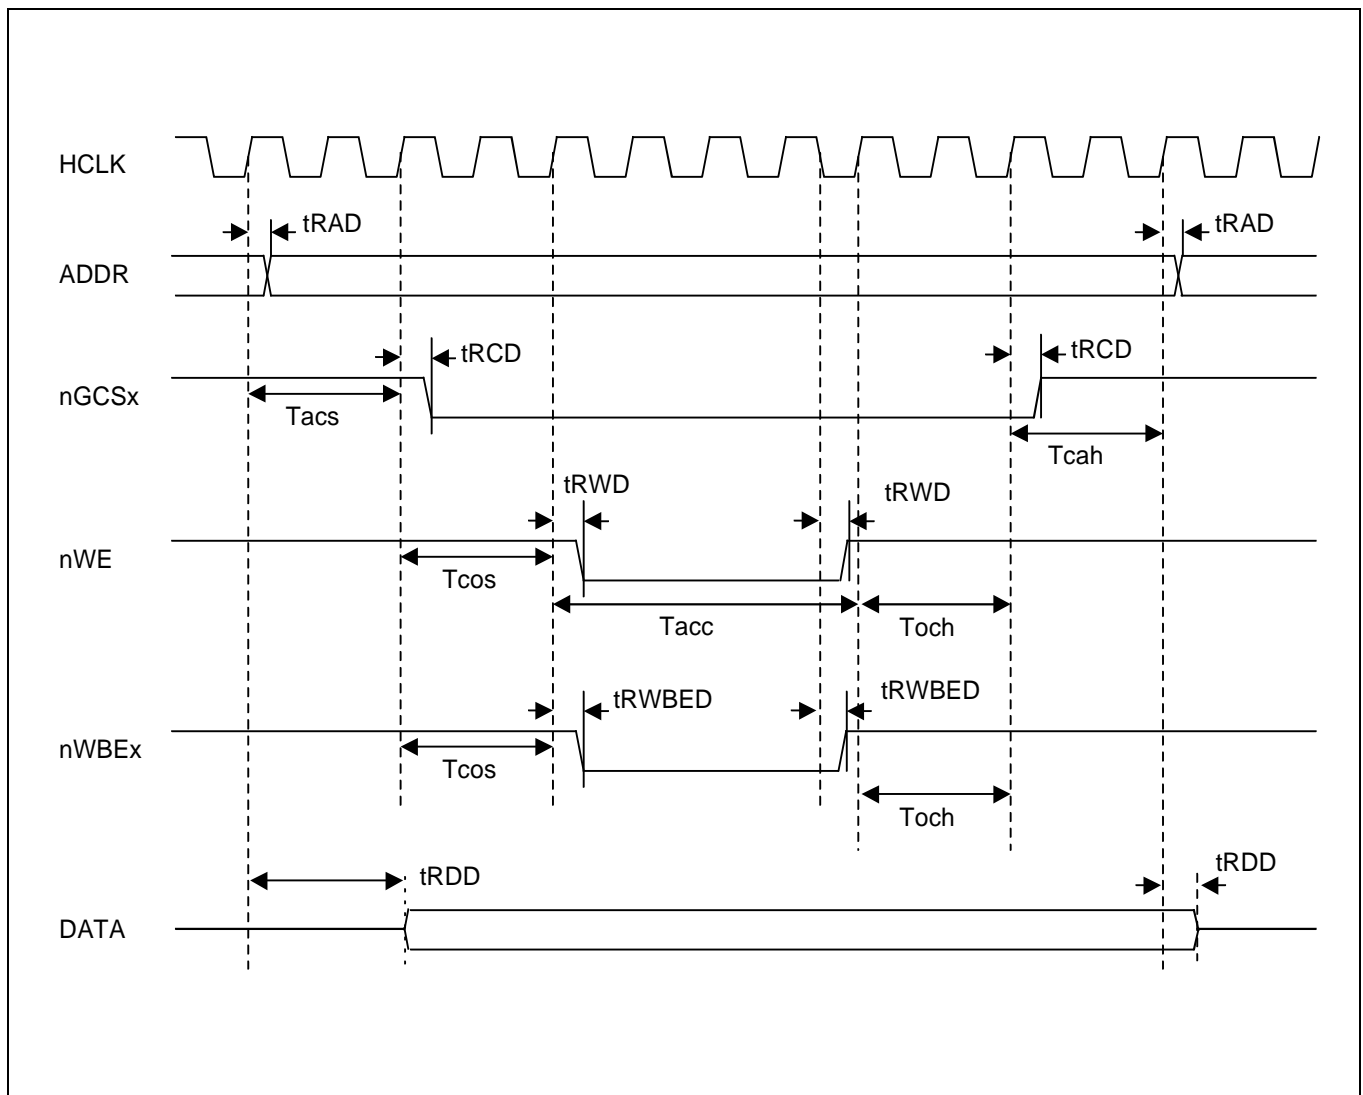 HCLK
tRAD
tRAD
ADDR
tRCD
tRCD
nGCSx
Tacs
Tcah
tRWD
tRWD
nWE
Tcos
Tacc
Toch
tRWBED
tRWBED
nWBEx
Tcos
Toch
tRDD
tRDD
DATA